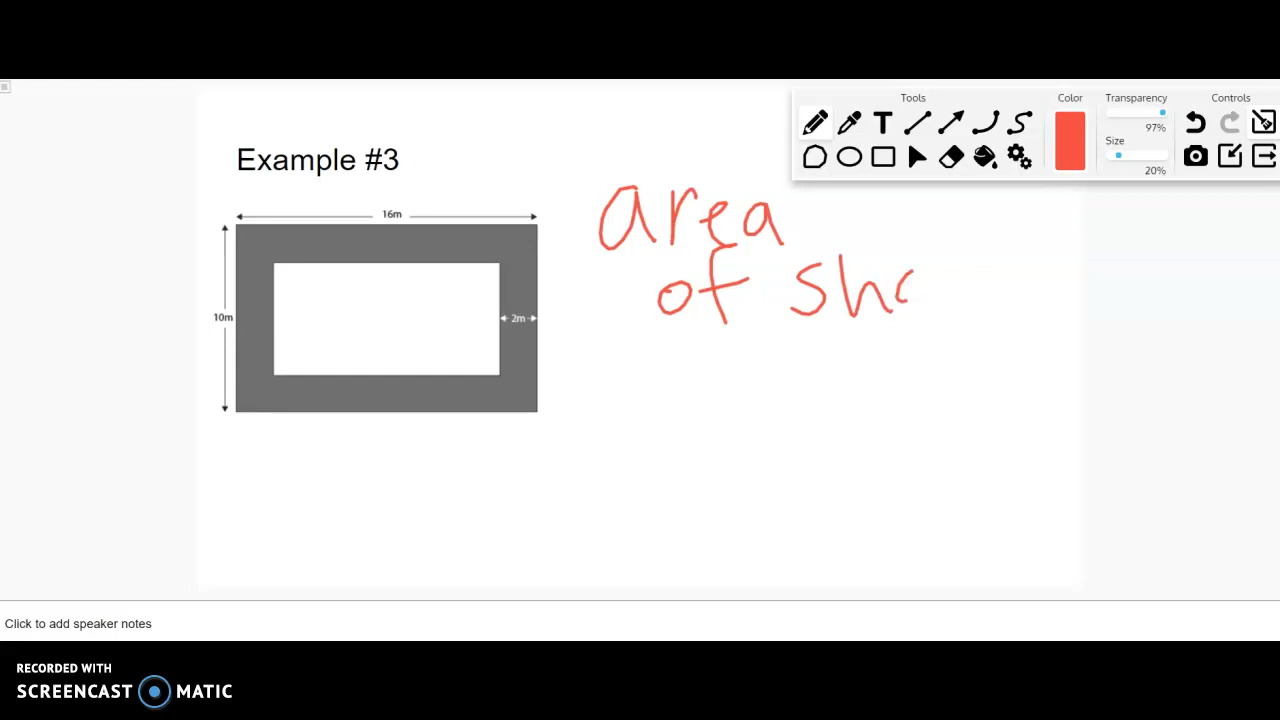 Tools
Color
Transparency
Controls
97%
Size
20%
Example #3
16m
10m
2m
area
of sha
Click to add speaker notes
RECORDED WITH
SCREENCAST MATIC